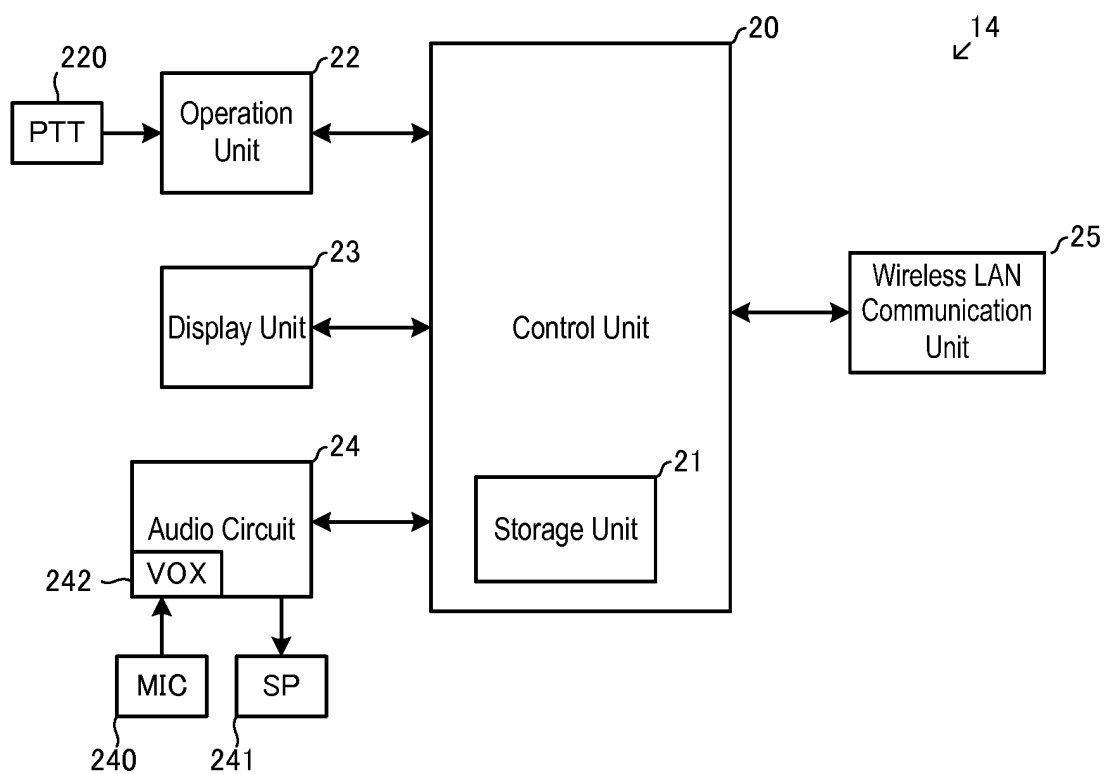 20
14
220
22
PTT
Operation
Unit
23
25
Display Unit
Control Unit
Wireless LAN
Communication
Unit
24
21
Audio Circuit
Storage Unit
242
VOX
MIC
SP
240
241